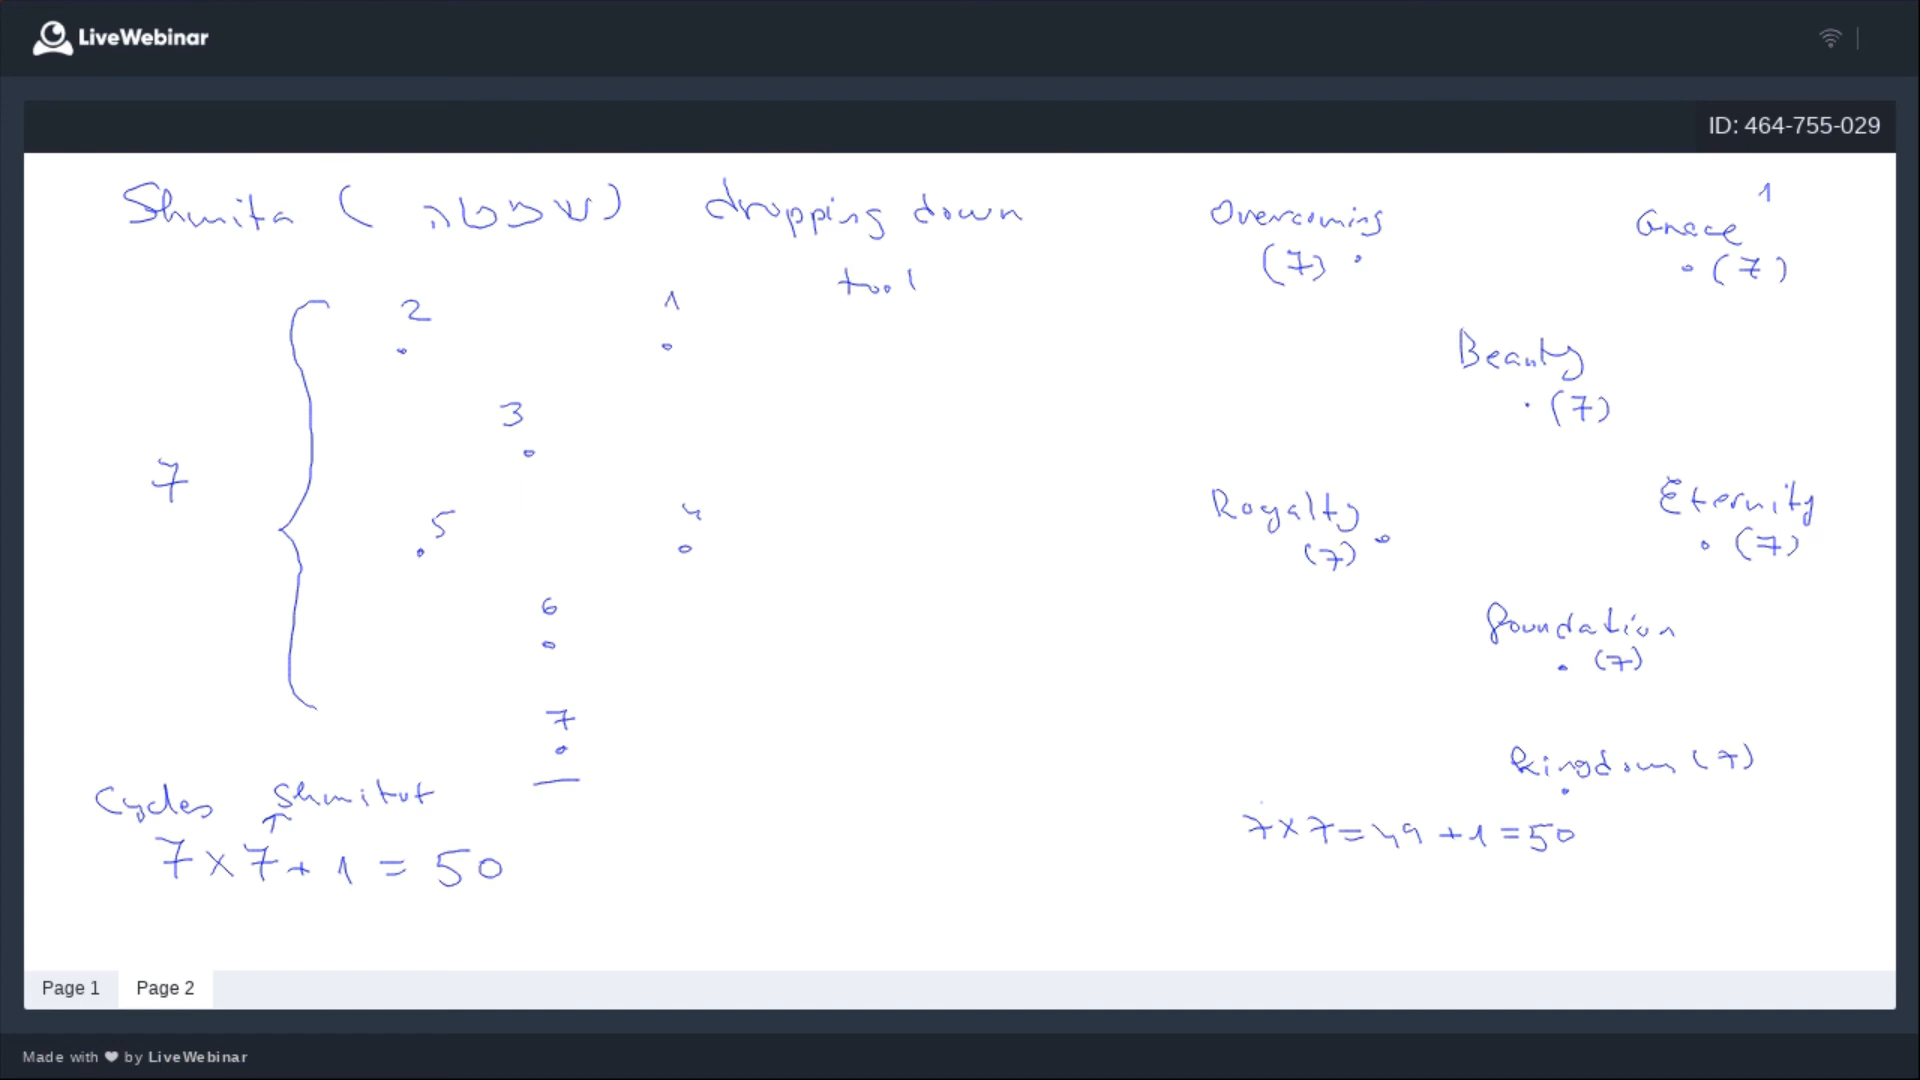 LiveWebinar
ID: 464-755-029
Shmita (שמטה) dropping down
tool
7
2
1
3
5
4
6
7
Cycles Shmitut
7 x 7 + 1 = 50
Overcoming
(7)
1
Grace
(7)
Beauty
(7)
Royalty
(7)
Eternity
(7)
foundation
(7)
kingdom (7)
7 x 7 = 49 + 1 = 50
Page 1
Page 2
Made with ❤ by LiveWebinar